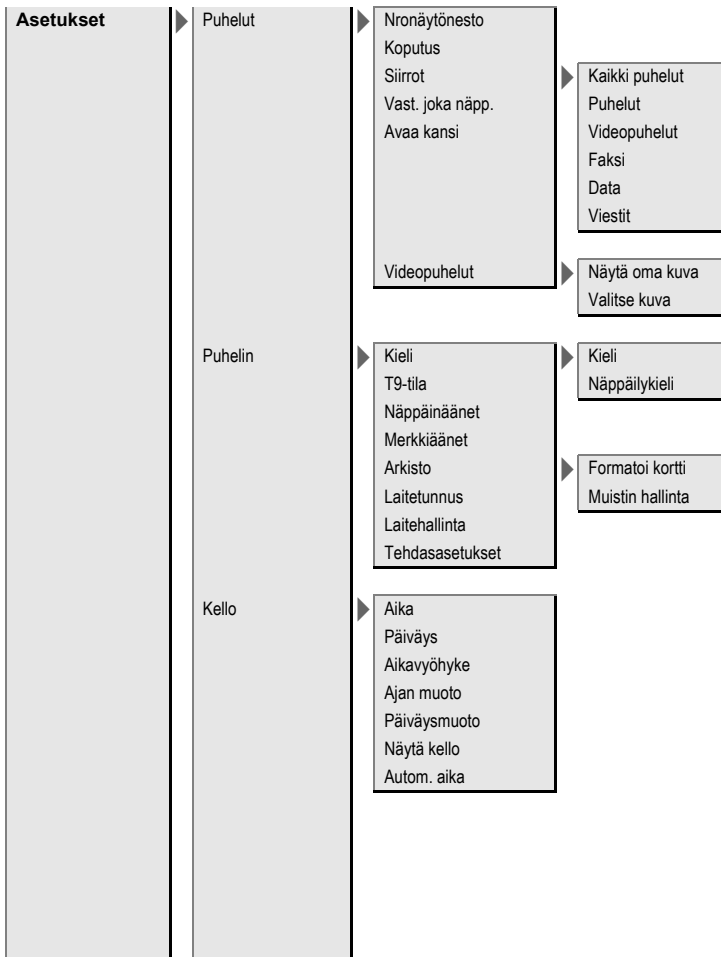 Asetukset Puhelut Nronäytönesto
Koputus
Siirrot Kaikki puhelut
Vast. joka näpp. Puhelut
Avaa kansi Videopuhelut
Faksi
Data
Viestit
Videopuhelut Näytä oma kuva
Valitse kuva
Puhelin Kieli Kieli
T9-tila Näppäilykieli
Näppäinäänet
Merkkiäänet
Arkisto Formatoi kortti
Laitetunnus Muistin hallinta
Laitehallinta
Tehdasasetukset
Kello Aika
Päiväys
Aikavyöhyke
Ajan muoto
Päiväysmuoto
Näytä kello
Autom. aika